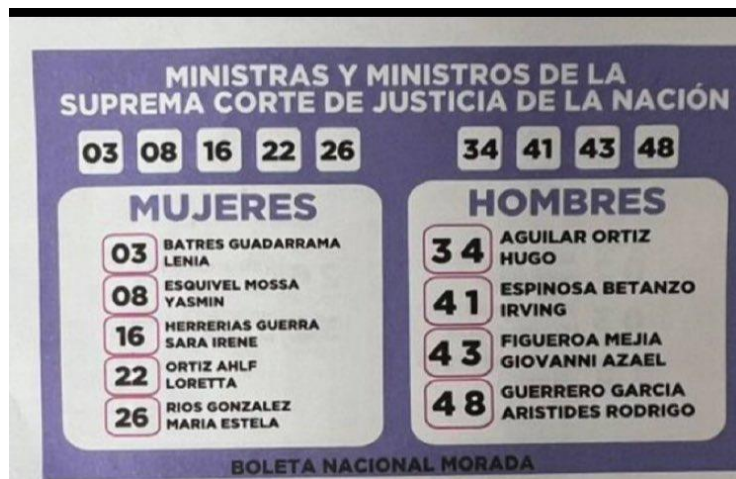 MINISTRAS Y MINISTROS DE LA
SUPREMA CORTE DE JUSTICIA DE LA NACIÓN
03 08 16 22 26
34 41 43 48
MUJERES
03 BATRES GUADARRAMA
LENIA
08 ESQUIVEL MOSSA
YASMIN
16 HERRERIAS GUERRA
SARA IRENE
22 ORTIZ AHLF
LORETTA
26 RIOS GONZALEZ
MARIA ESTELA
HOMBRES
34 AGUILAR ORTIZ
HUGO
41 ESPINOSA BETANZO
IRVING
43 FIGUEROA MEJIA
GIOVANNI AZAEL
48 GUERRERO GARCIA
ARISTIDES RODRIGO
BOLETA NACIONAL MORADA